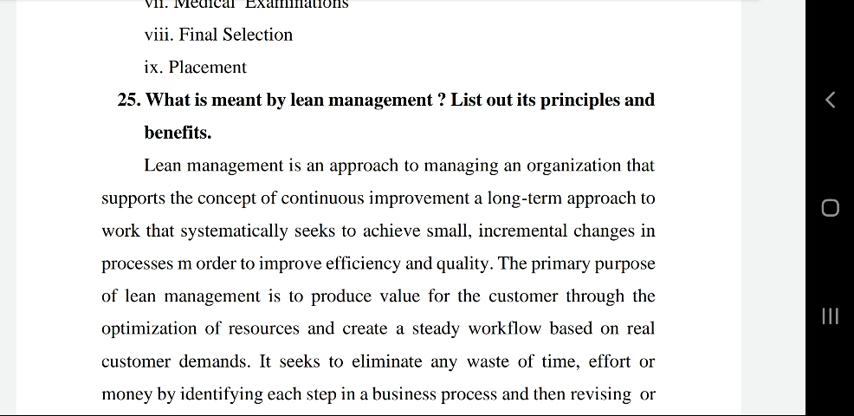 vii. Medical Examinations
viii. Final Selection
ix. Placement
25. What is meant by lean management ? List out its principles and
benefits.
Lean management is an approach to managing an organization that
supports the concept of continuous improvement a long-term approach to
work that systematically seeks to achieve small, incremental changes in
processes m order to improve efficiency and quality. The primary purpose
of lean management is to produce value for the customer through the
optimization of resources and create a steady workflow based on real
customer demands. It seeks to eliminate any waste of time, effort or
money by identifying each step in a business process and then revising or